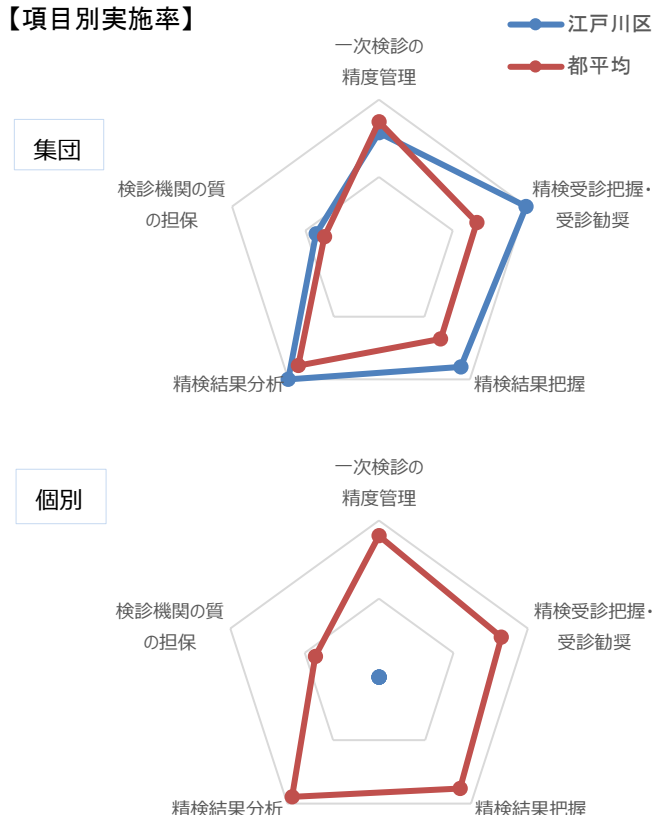 【項目別実施率】
江戸川区
都平均
集団
一次検診の
精度管理
精検受診把握・
受診勧奨
精検結果把握
精検結果分析
検診機関の質
の担保
個別
一次検診の
精度管理
精検受診把握・
受診勧奨
精検結果把握
精検結果分析
検診機関の質
の担保